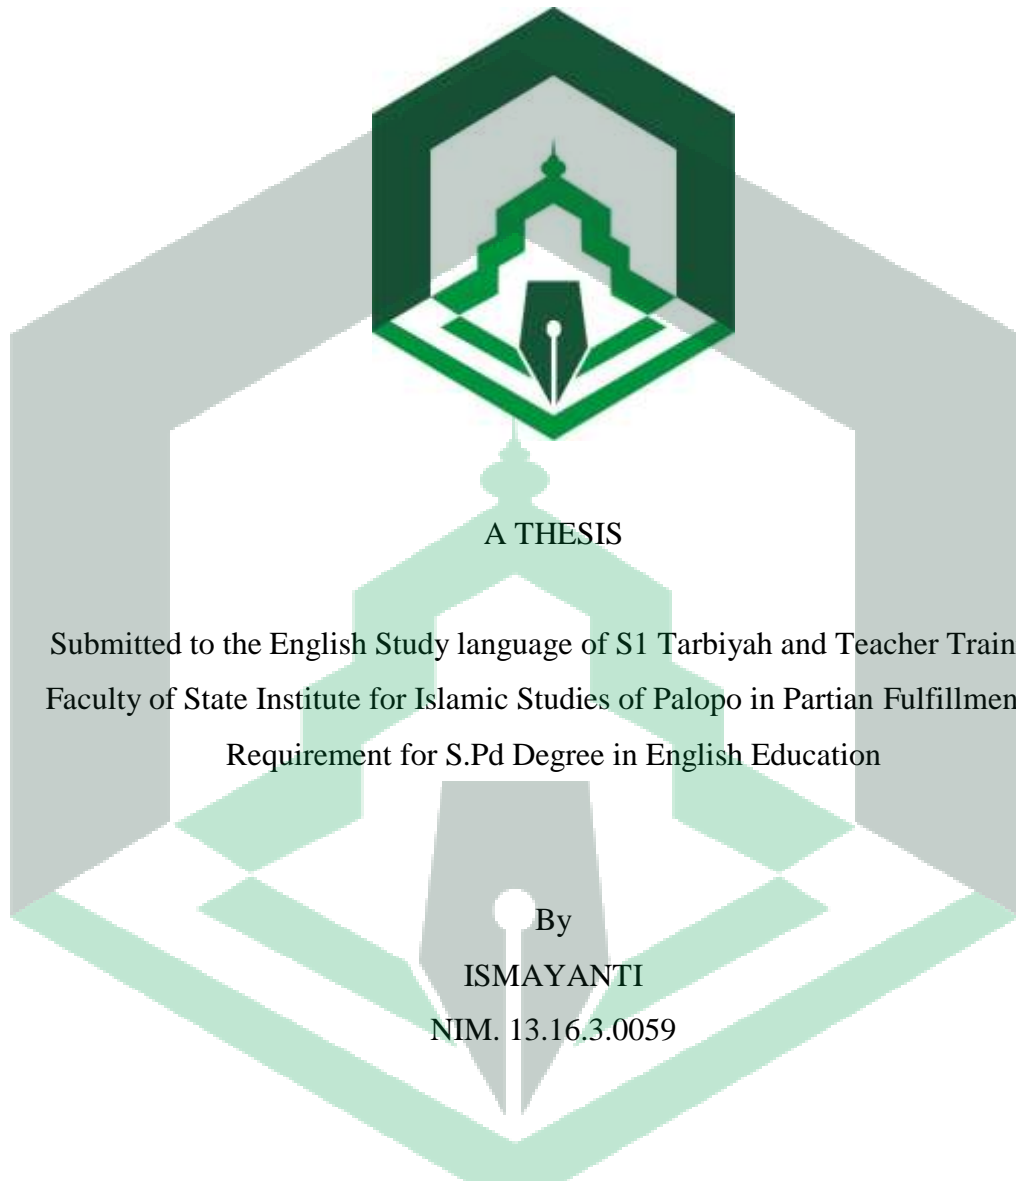 A THESIS
Submitted to the English Study language of S1 Tarbiyah and Teacher Train
Faculty of State Institute for Islamic Studies of Palopo in Partian Fulfillmen
Requirement for S.Pd Degree in English Education
By
ISMAYANTI
NIM. 13.16.3.0059